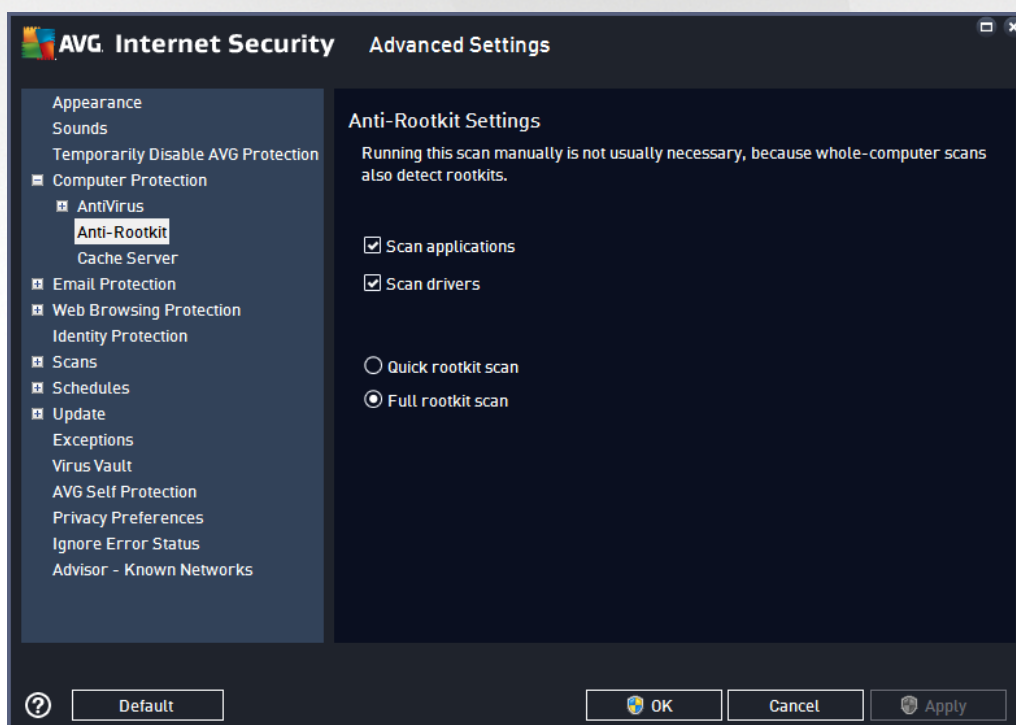 AVG. Internet Security Advanced Settings
Appearance
Sounds
Temporarily Disable AVG Protection
Computer Protection
AntiVirus
Anti-Rootkit
Cache Server
Email Protection
Web Browsing Protection
Identity Protection
Scans
Schedules
Update
Exceptions
Virus Vault
AVG Self Protection
Privacy Preferences
Ignore Error Status
Advisor - Known Networks
Anti-Rootkit Settings
Running this scan manually is not usually necessary, because whole-computer scans
also detect rootkits.
Scan applications
Scan drivers
Quick rootkit scan
Full rootkit scan
? Default OK Cancel Apply